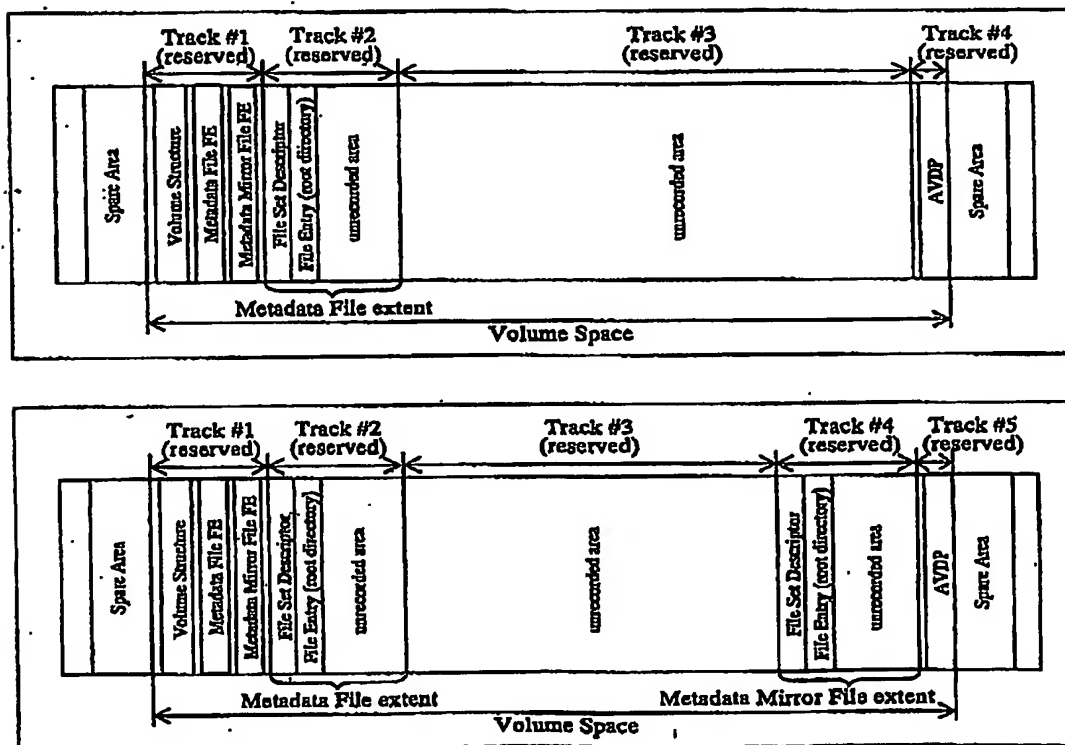 Track #1
(reserved)
Track #2
(reserved)
Track #3
(reserved)
Track #4
(reserved)
Spare Area
Volume Structure
Metadata File FE
Metadata Mirror File FE
File Set Descriptor
File Entry (root directory)
unrecorded area
unrecorded area
AVDP
Spare Area
Metadada File extent
Volume Space
Track #1
(reserved)
Track #2
(reserved)
Track #3
(reserved)
Track #4
(reserved)
Track #5
(reserved)
Spare Area
Volume Structure
Metadata File FE
Metadata Mirror File FE
File Set Descriptor
File Entry (root directory)
unrecorded area
unrecorded area
File Set Descriptor
File Entry (root directory)
unrecorded area
AVDP
Spare Area
Metadata File extent
Metadata Mirror File extent
Volume Space